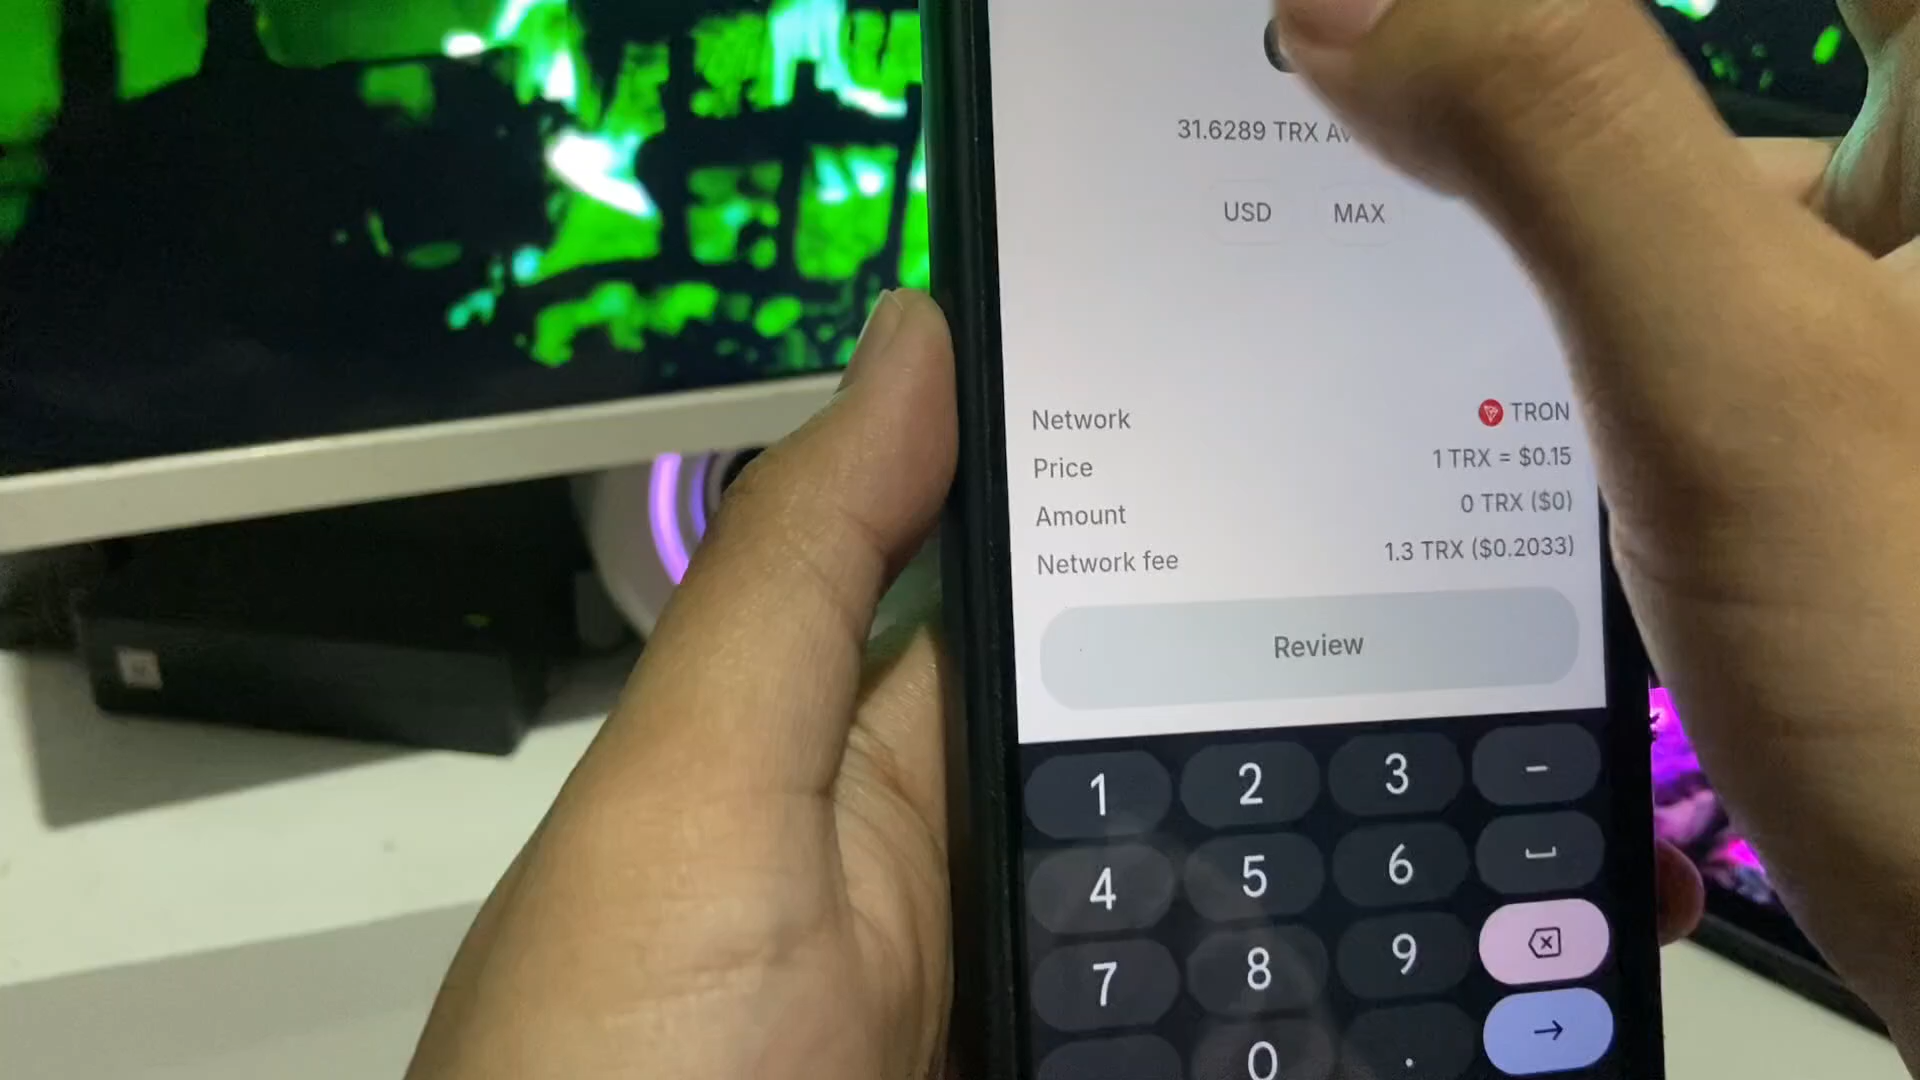 31.6289 TRX
USD MAX
Network TRON
Price 1 TRX = $0.15
Amount 0 TRX ($0)
Network fee 1.3 TRX ($0.2033)
Review
1 2 3 –
4 5 6
7 8 9
0 .